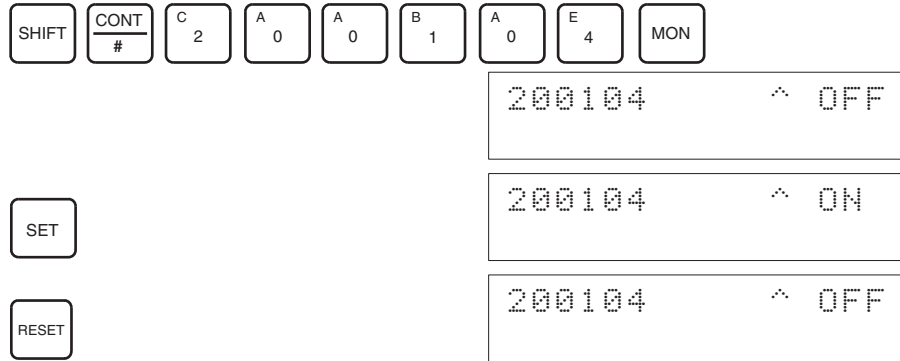 SHIFT CONT # C 2 A 0 A 0 B 1 A 0 E 4 MON
200104 ^ OFF
SET
200104 ^ ON
RESET
200104 ^ OFF